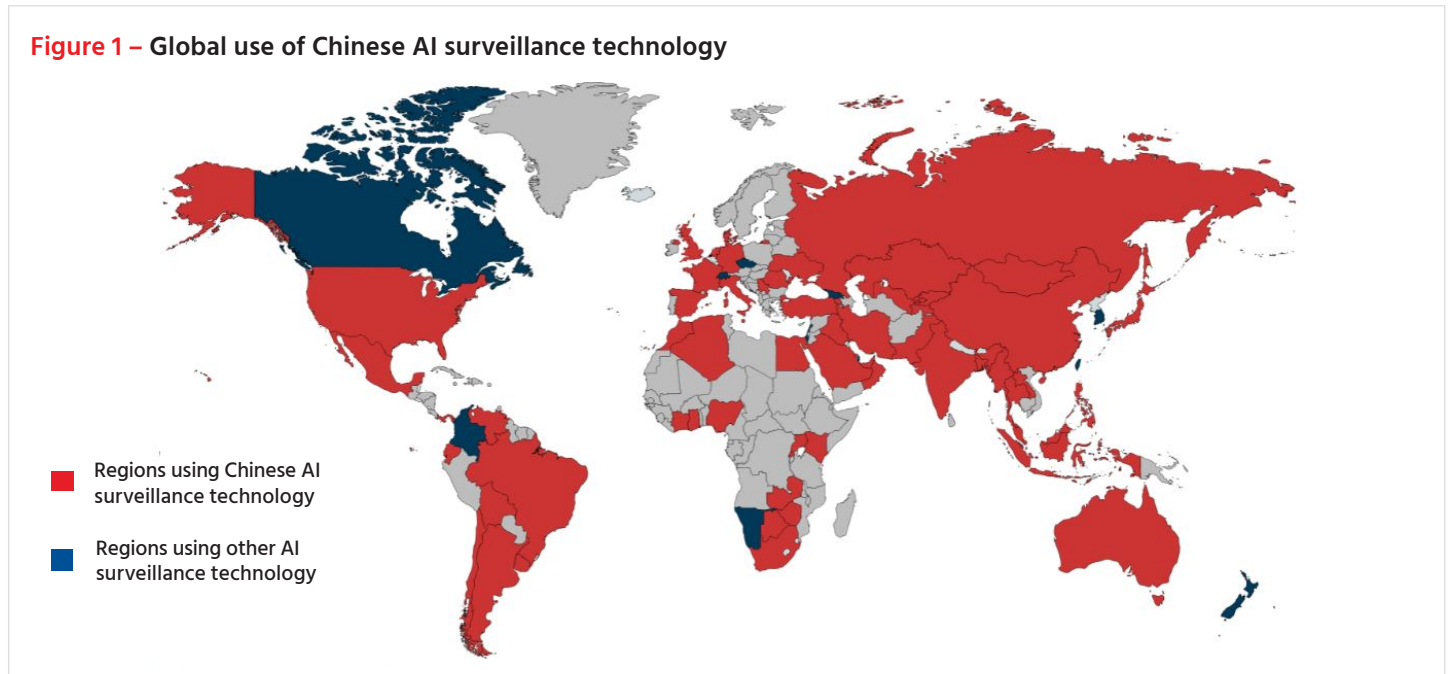 Figure 1 – Global use of Chinese AI surveillance technology
Regions using Chinese AI
surveillance technology
Regions using other AI
surveillance technology